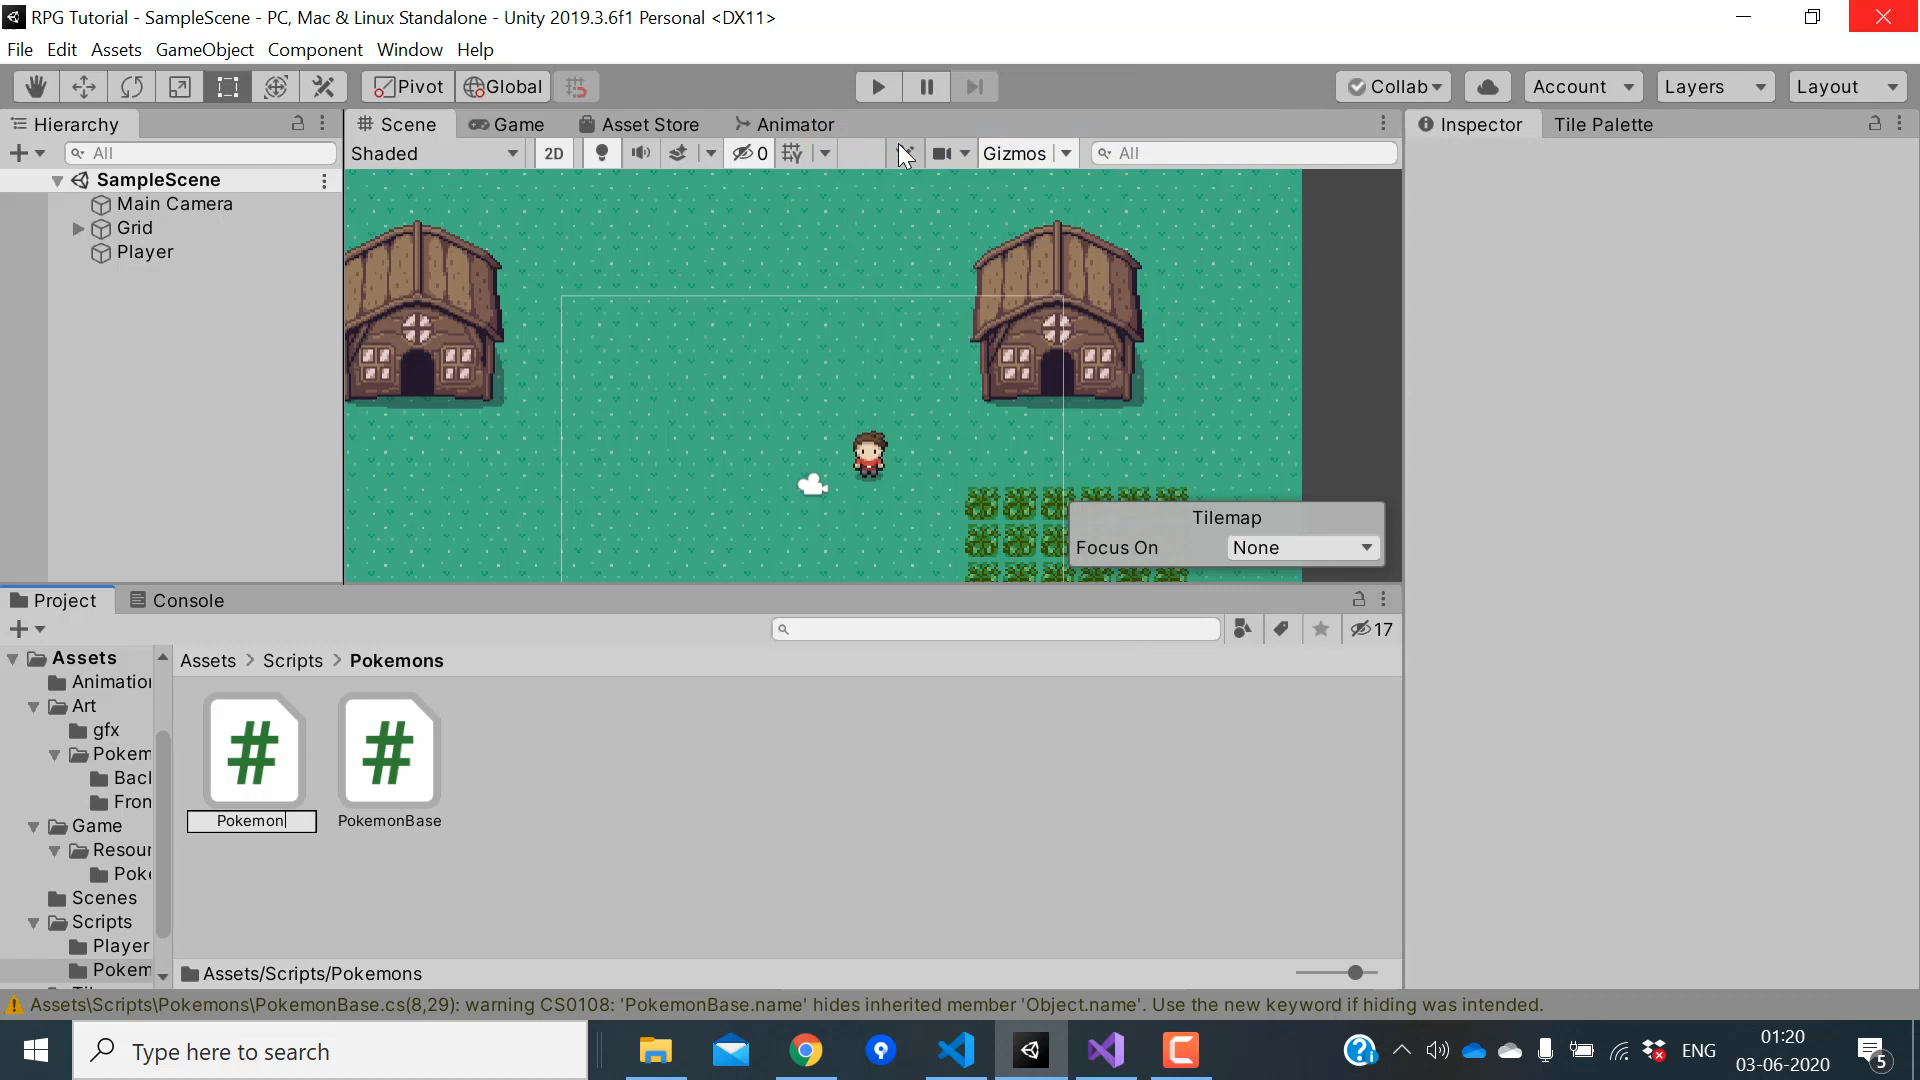 RPG Tutorial - SampleScene - PC, Mac & Linux Standalone - Unity 2019.3.6f1 Personal <DX11>
File Edit Assets GameObject Component Window Help
Pivot Global Collab Account Layers Layout
Hierarchy Scene Game Asset Store Animator Inspector Tile Palette
All Shaded 2D 0 Gizmos All
SampleScene
Main Camera
Grid
Player
Tilemap
Focus On None
Project Console
17
Assets
Assets > Scripts > Pokemons
Animation
Art
gfx
Pokem
Bacl
Fron
Game
Resour
Poke
Scenes
Scripts
Player
Pokem
# #
Pokemon PokemonBase
Assets/Scripts/Pokemons
Assets\Scripts\Pokemons\PokemonBase.cs(8,29): warning CS0108: 'PokemonBase.name' hides inherited member 'Object.name'. Use the new keyword if hiding was intended.
Type here to search
ENG
01:20
03-06-2020
5